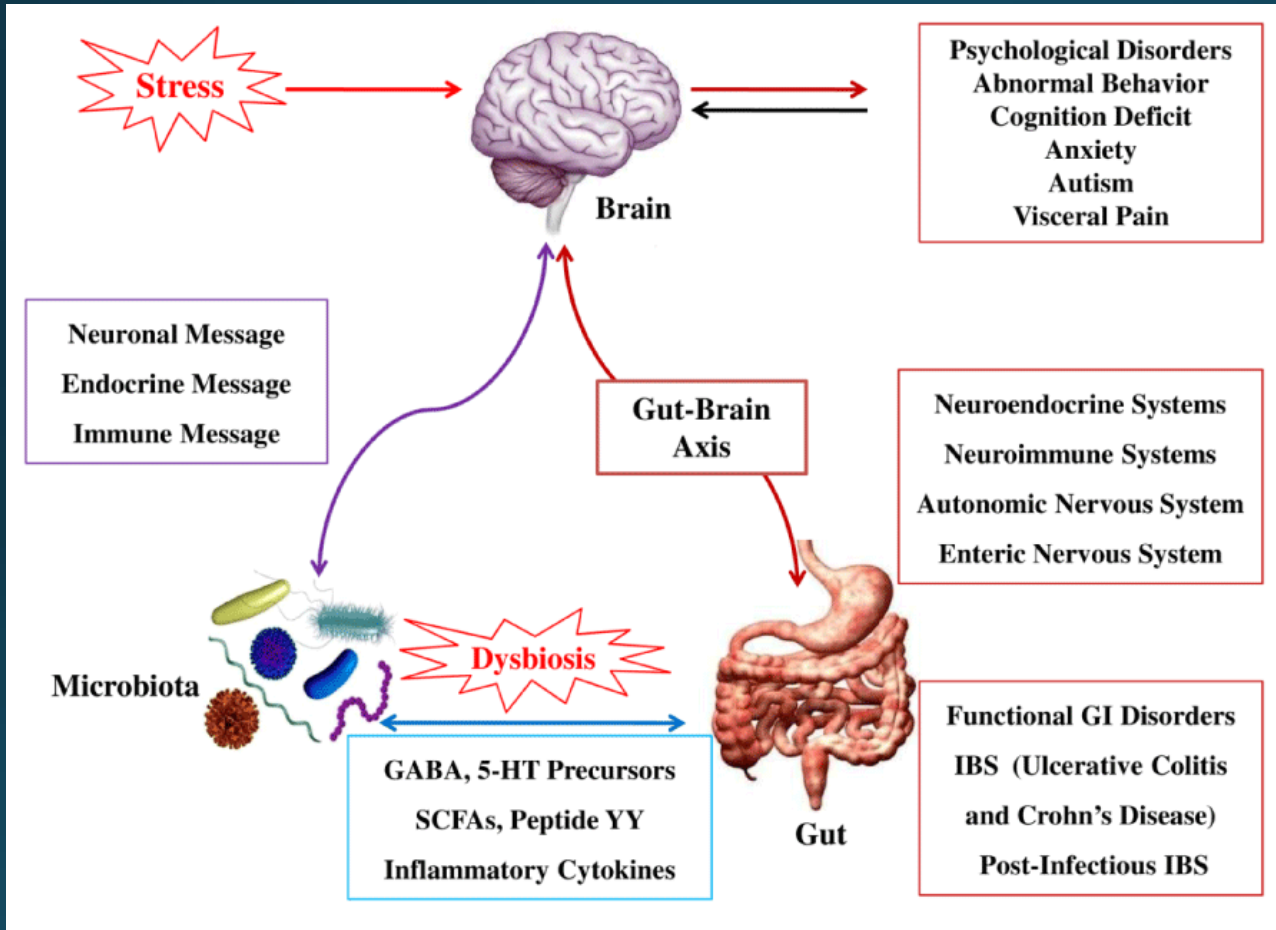 Stress
Brain
Psychological Disorders
Abnormal Behavior
Cognition Deficit
Anxiety
Autism
Visceral Pain
Neuronal Message
Endocrine Message
Immune Message
Gut-Brain
Axis
Neuroendocrine Systems
Neuroimmune Systems
Autonomic Nervous System
Enteric Nervous System
Microbiota
Dysbiosis
GABA, 5-HT Precursors
SCFAs, Peptide YY
Inflammatory Cytokines
Gut
Functional GI Disorders
IBS (Ulcerative Colitis
and Crohn's Disease)
Post-Infectious IBS